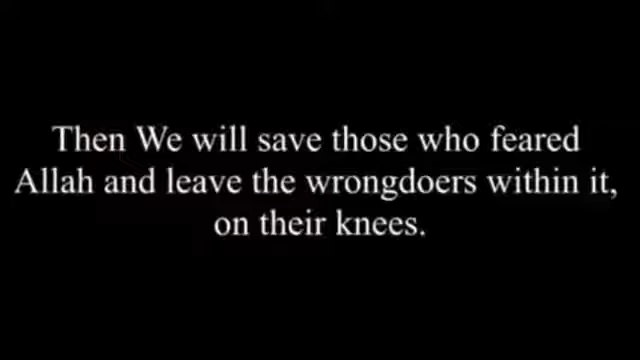 Then We will save those who feared
Allah and leave the wrongdoers within it,
on their knees.